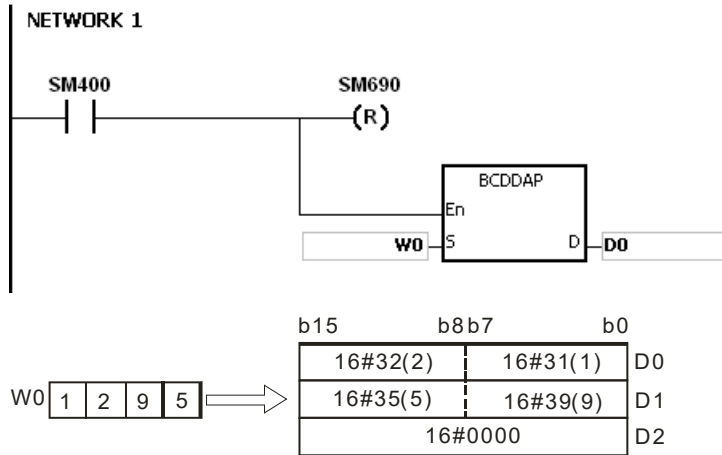 NETWORK 1
SM400 SM690
(R)
BCDDAP
En
W0 S D D0
b15 b8 b7 b0
16#32(2) 16#31(1) D0
W0 1 2 9 5 16#35(5) 16#39(9) D1
16#0000 D2